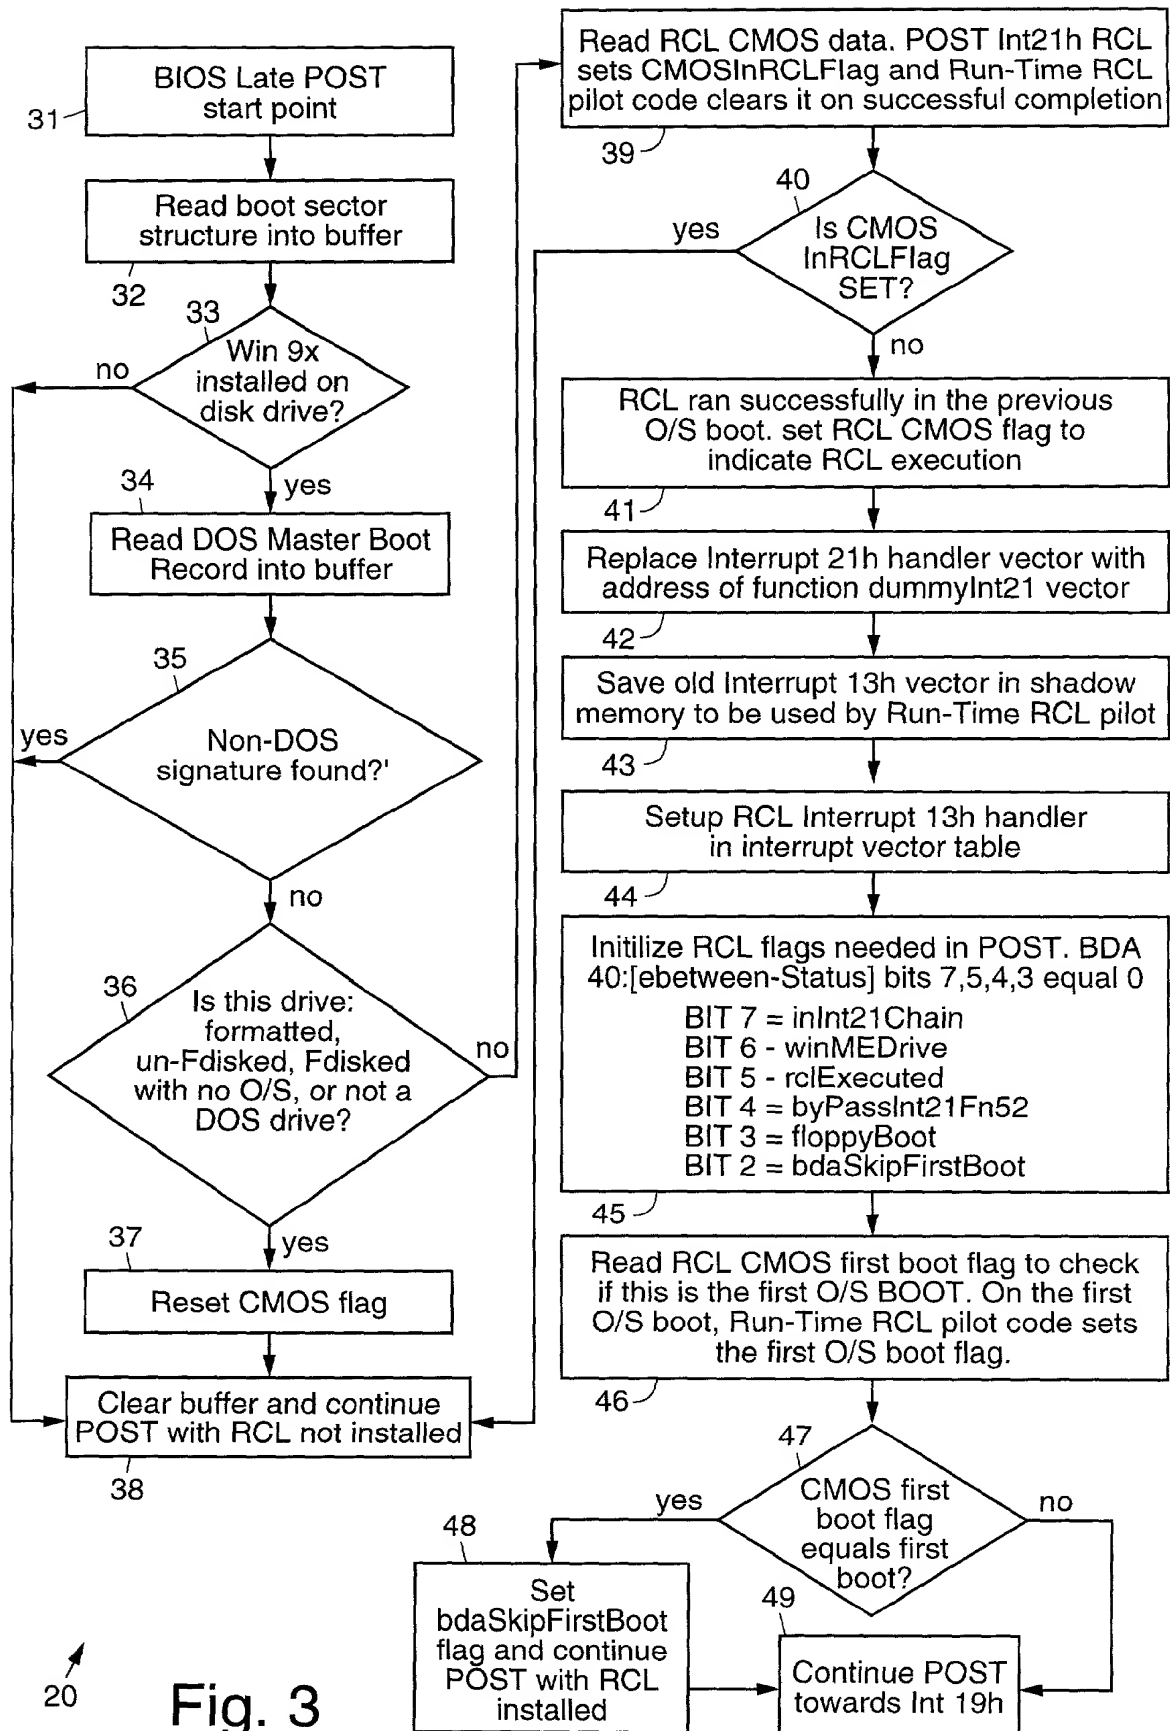 BIOS Late POST
start point
31
Read boot sector
structure into buffer
32
33
Win 9x
installed on
disk drive?
no
yes
34
Read DOS Master Boot
Record into buffer
35
Non-DOS
signature found?'
yes
no
36
Is this drive:
formatted,
un-Fdisked, Fdisked
with no O/S, or not a
DOS drive?
no
yes
37
Reset CMOS flag
Clear buffer and continue
POST with RCL not installed
38
Read RCL CMOS data. POST Int21h RCL
sets CMOSInRCLFlag and Run-Time RCL
pilot code clears it on successful completion
39
40
Is CMOS
InRCLFlag
SET?
yes
no
RCL ran successfully in the previous
O/S boot. set RCL CMOS flag to
indicate RCL execution
41
Replace Interrupt 21h handler vector with
address of function dummyInt21 vector
42
Save old Interrupt 13h vector in shadow
memory to be used by Run-Time RCL pilot
43
Setup RCL Interrupt 13h handler
in interrupt vector table
44
Initilize RCL flags needed in POST. BDA
40:[ebetween-Status] bits 7,5,4,3 equal 0
BIT 7 = inInt21Chain
BIT 6 - winMEDrive
BIT 5 - rclExecuted
BIT 4 = byPassInt21Fn52
BIT 3 = floppyBoot
BIT 2 = bdaSkipFirstBoot
45
Read RCL CMOS first boot flag to check
if this is the first O/S BOOT. On the first
O/S boot, Run-Time RCL pilot code sets
the first O/S boot flag.
46
47
CMOS first
boot flag
equals first
boot?
yes
no
48
Set
bdaSkipFirstBoot
flag and continue
POST with RCL
installed
49
Continue POST
towards Int 19h
20
Fig. 3